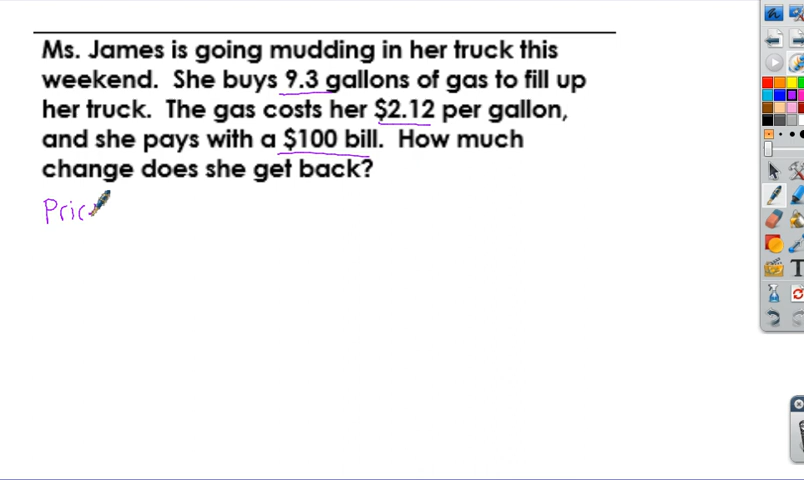 Ms. James is going mudding in her truck this
weekend. She buys 9.3 gallons of gas to fill up
her truck. The gas costs her $2.12 per gallon,
and she pays with a $100 bill. How much
change does she get back?
Pric